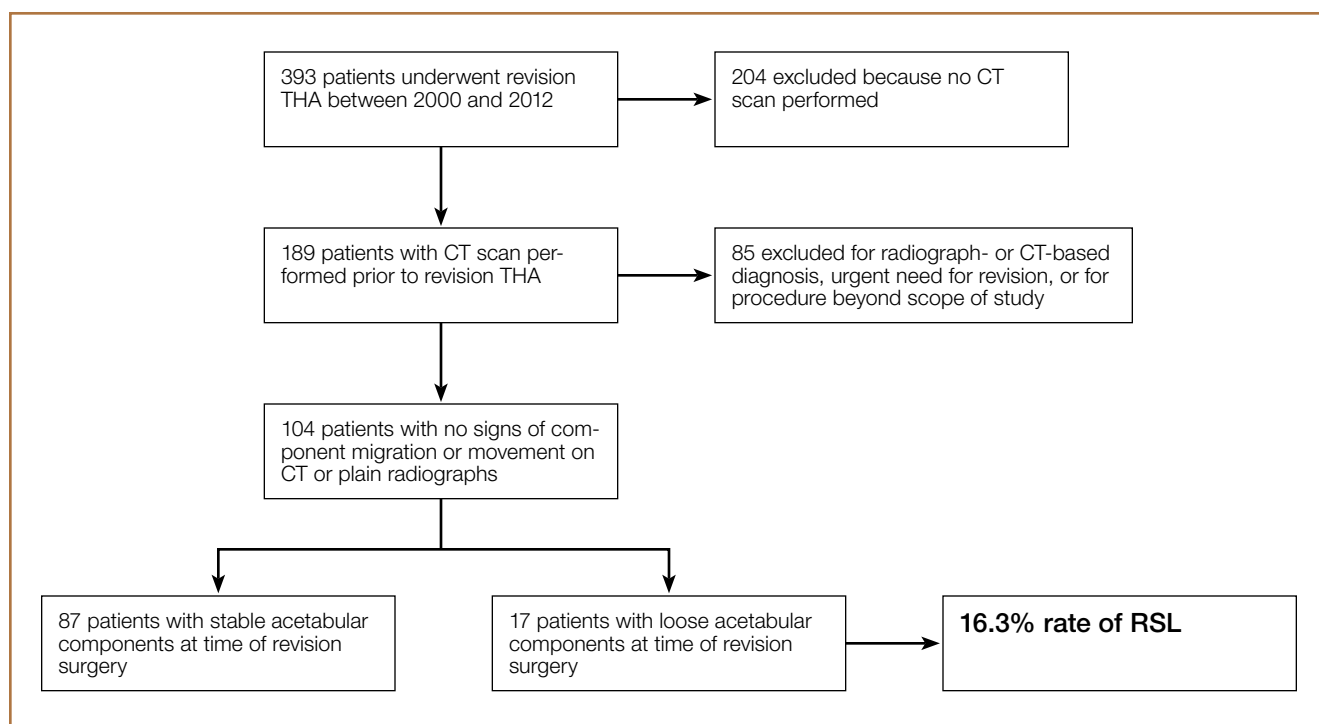 393 patients underwent revision
THA between 2000 and 2012
204 excluded because no CT
scan performed
189 patients with CT scan per-
formed prior to revision THA
85 excluded for radiograph- or CT-based
diagnosis, urgent need for revision, or for
procedure beyond scope of study
104 patients with no signs of com-
ponent migration or movement on
CT or plain radiographs
87 patients with stable acetabular
components at time of revision
surgery
17 patients with loose acetabular
components at time of revision
surgery
16.3% rate of RSL